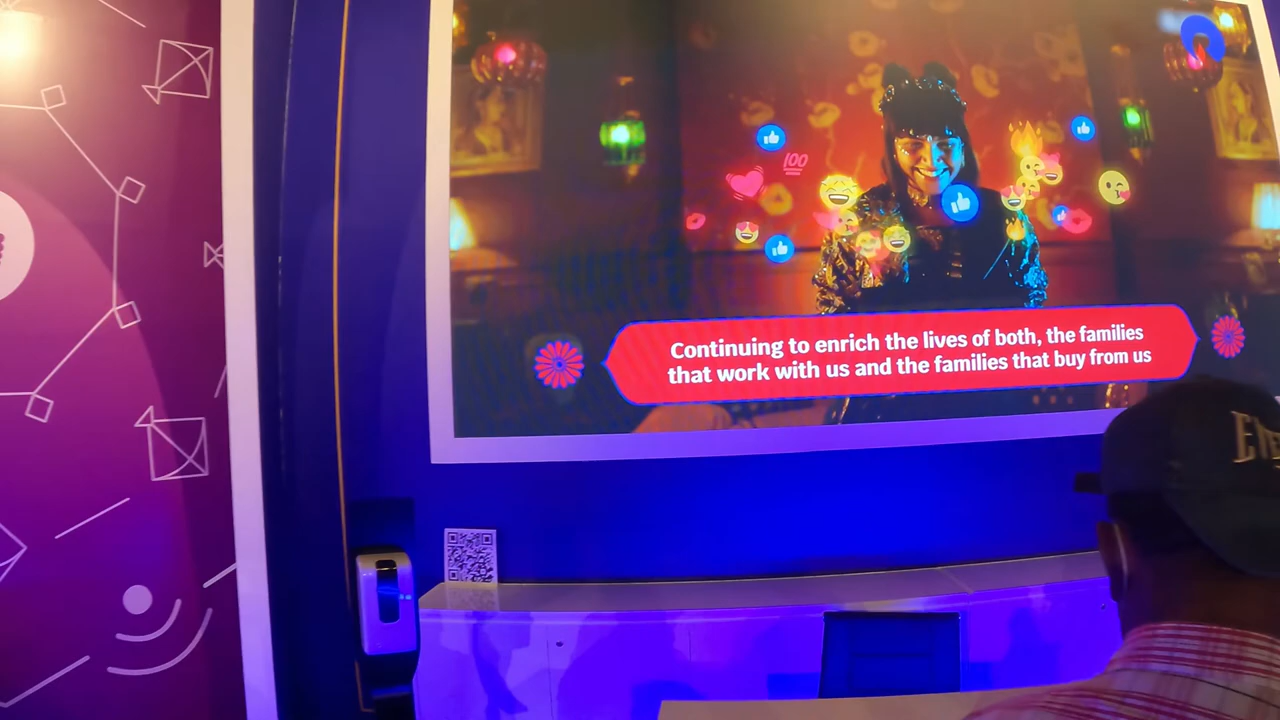 100
Continuing to enrich the lives of both, the families
that work with us and the families that buy from us